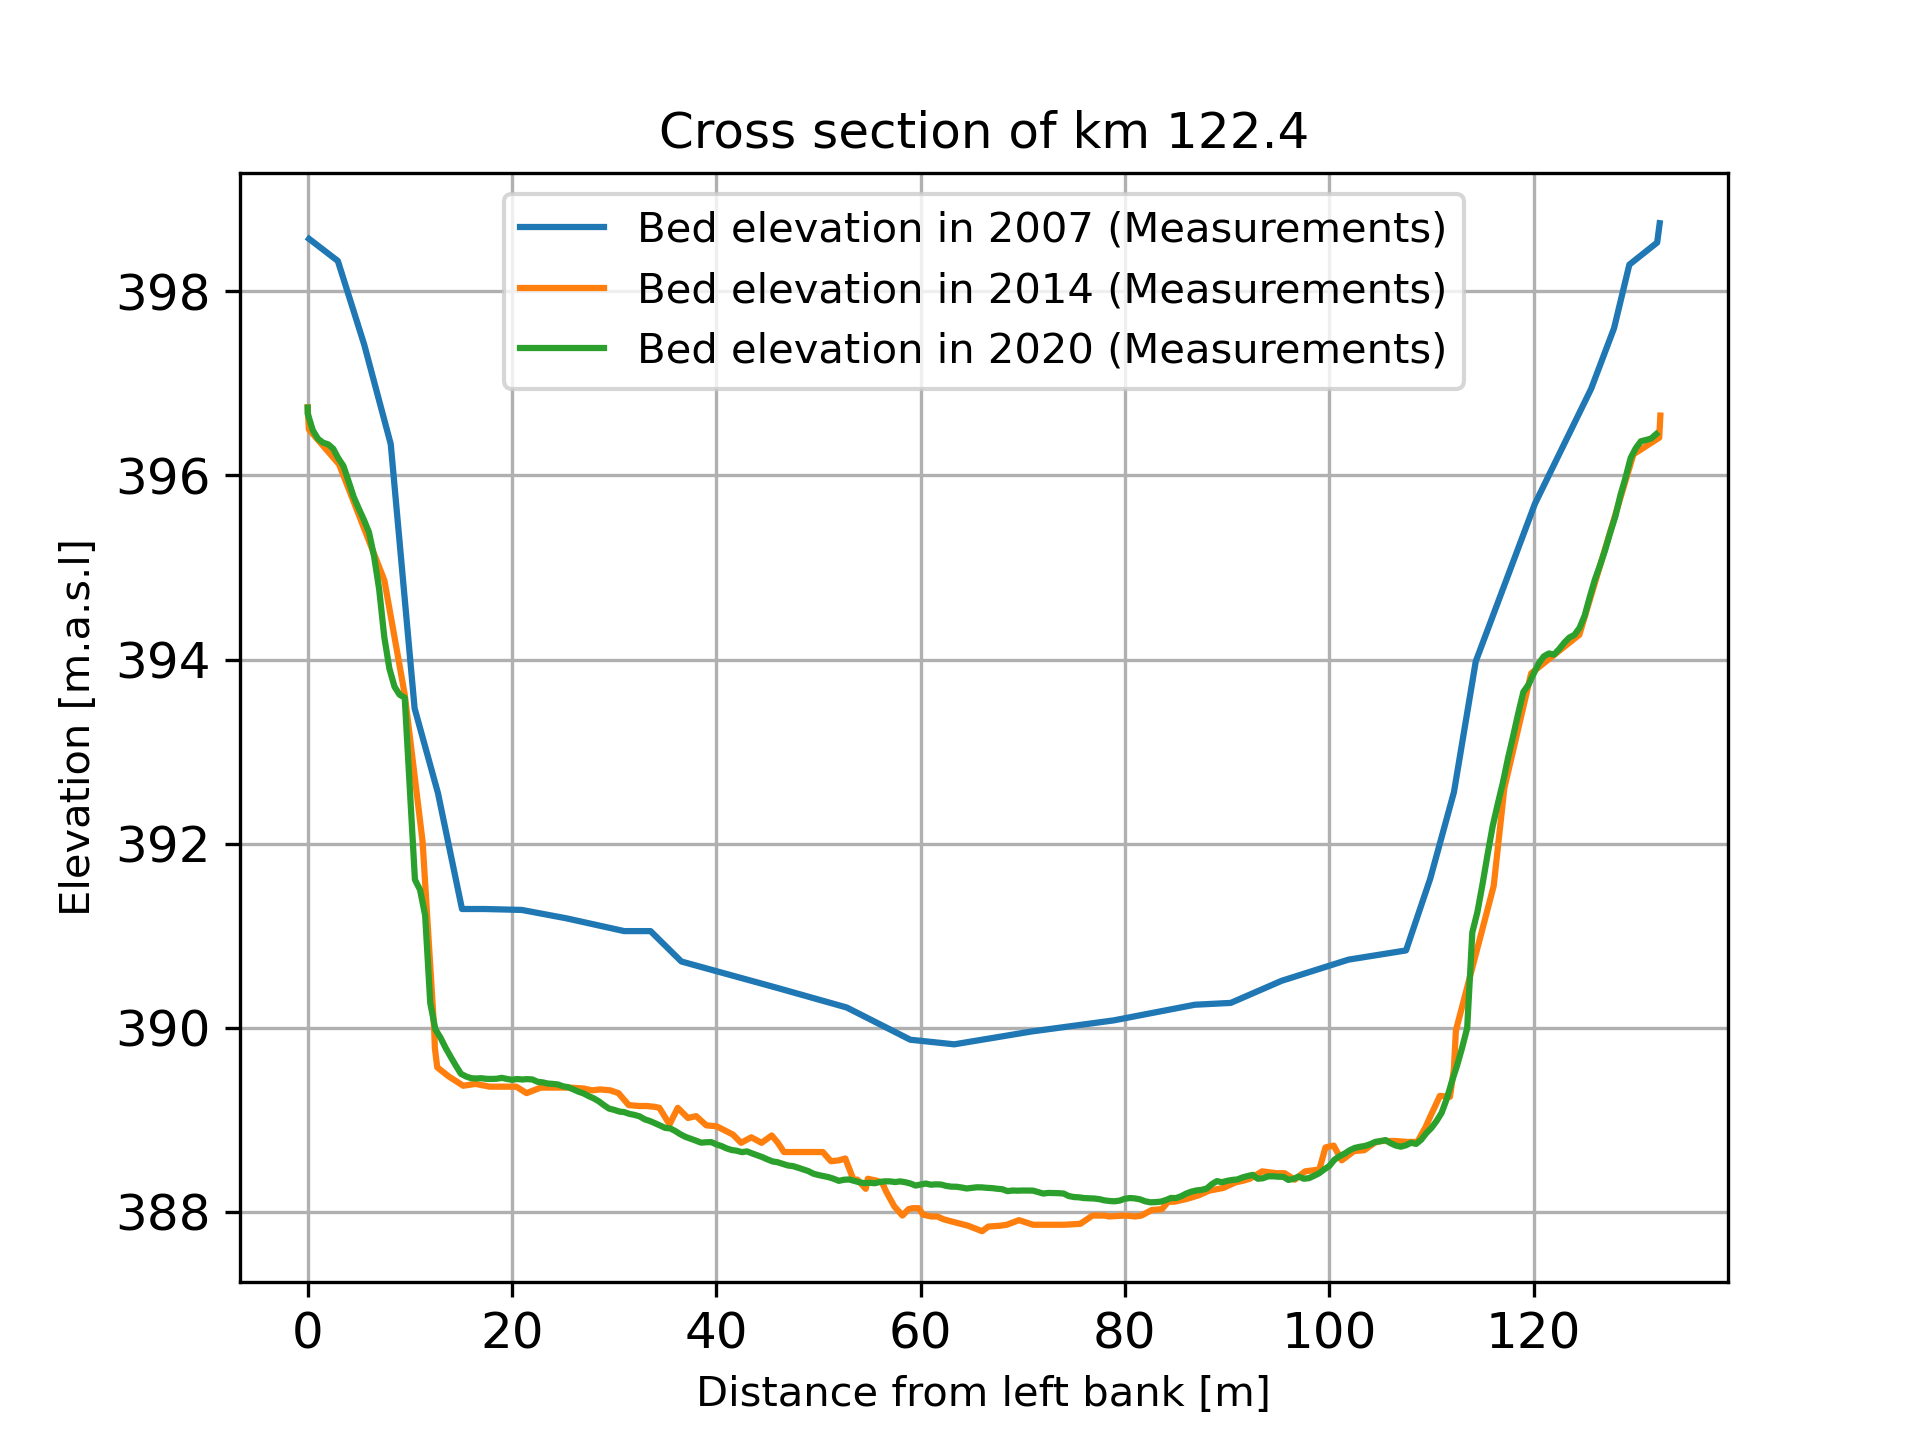 Cross section of km 122.4
Bed elevation in 2007 (Measurements)
Bed elevation in 2014 (Measurements)
Bed elevation in 2020 (Measurements)
398
396
394
392
390
388
Elevation [m.a.s.l]
0 20 40 60 80 100 120
Distance from left bank [m]